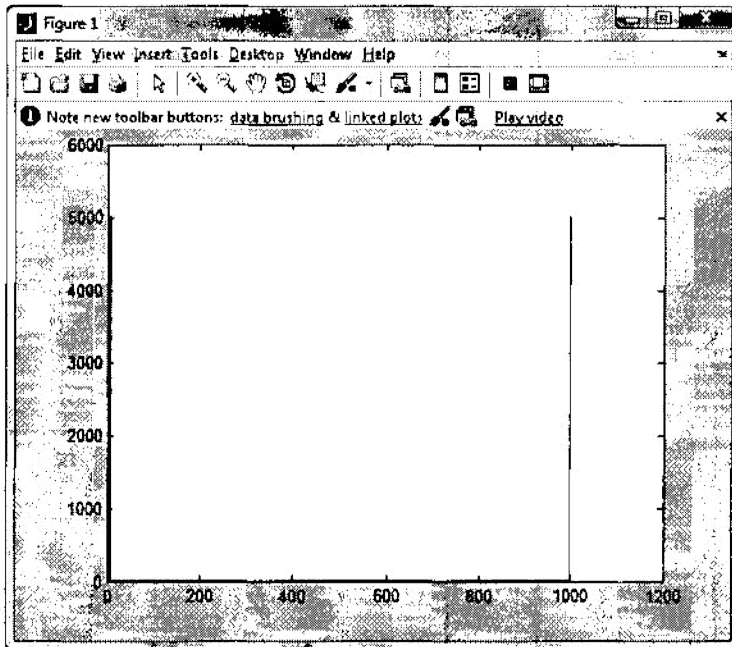 Figure 1
File Edit View Insert Tools Desktop Window Help
Note new toolbar buttons: data brushing & linked plots Play video
6000
5000
4000
3000
2000
1000
0
0 200 400 600 800 1000 1200